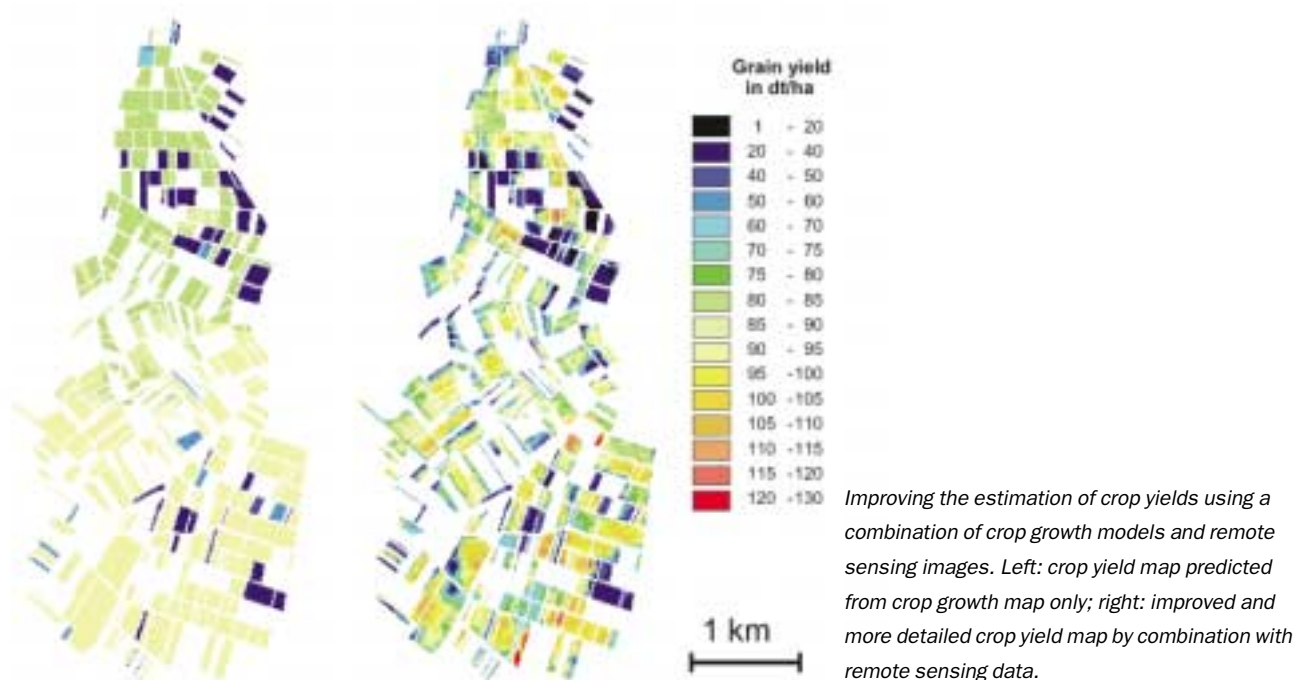 Grain yield
in dt/ha
1 - 20
20 - 40
40 - 50
50 - 60
60 - 70
70 - 75
75 - 80
80 - 85
85 - 90
90 - 95
95 -100
100 -105
105 -110
110 -115
115 -120
120 -130
1 km
Improving the estimation of crop yields using a
combination of crop growth models and remote
sensing images. Left: crop yield map predicted
from crop growth map only; right: improved and
more detailed crop yield map by combination with
remote sensing data.